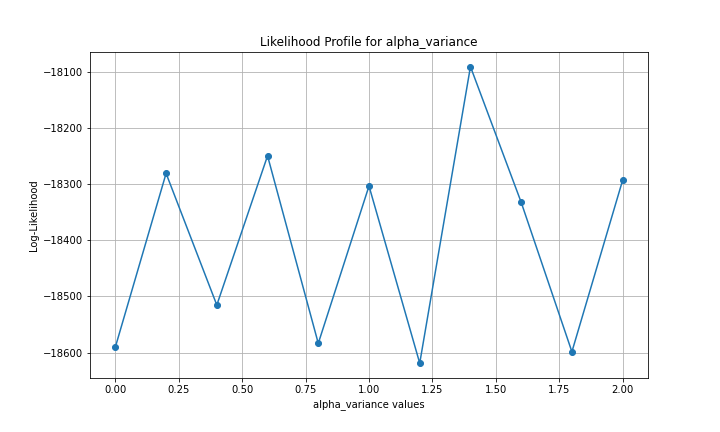 Likelihood Profile for alpha_variance
−18100
−18200
−18300
−18400
−18500
−18600
Log-Likelihood
0.00 0.25 0.50 0.75 1.00 1.25 1.50 1.75 2.00
alpha_variance values